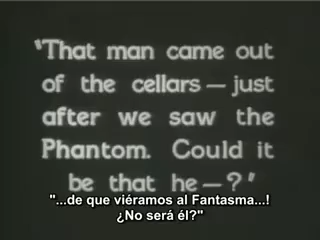 'That man came out
of the cellars — just
after we saw the
Phantom. Could it
be that he — ?'
"...de que viéramos al Fantasma...!
¿No será él?"